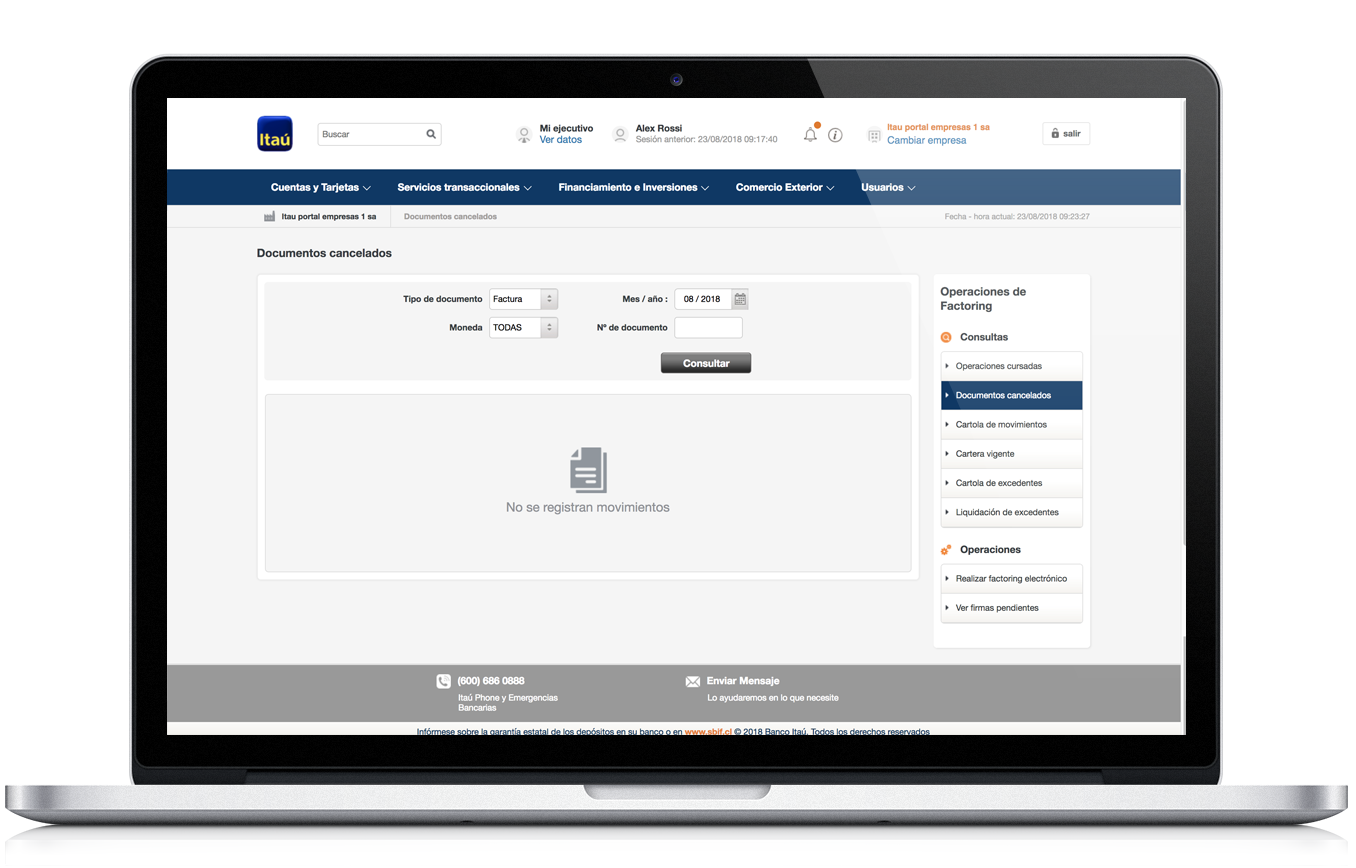 Itaú
Buscar
Mi ejecutivo
Ver datos
Alex Rossi
Sesión anterior: 23/08/2018 09:17:40
i
Itau portal empresas 1 sa
Cambiar empresa
salir
Cuentas y Tarjetas
Servicios transaccionales
Financiamiento e Inversiones
Comercio Exterior
Usuarios
Itau portal empresas 1 sa
Documentos cancelados
Fecha - hora actual: 23/08/2018 09:23:27
Documentos cancelados
Tipo de documento
Factura
Mes / año :
08 / 2018
Moneda
TODAS
Nº de documento
Consultar
No se registran movimientos
Operaciones de
Factoring
Consultas
Operaciones cursadas
Documentos cancelados
Cartola de movimientos
Cartera vigente
Cartola de excedentes
Liquidación de excedentes
Operaciones
Realizar factoring electrónico
Ver firmas pendientes
(600) 686 0888
Itaú Phone y Emergencias
Bancarias
Enviar Mensaje
Lo ayudaremos en lo que necesite
Infórmese sobre la garantía estatal de los depósitos en su banco o en www.sbif.cl © 2018 Banco Itaú. Todos los derechos reservados